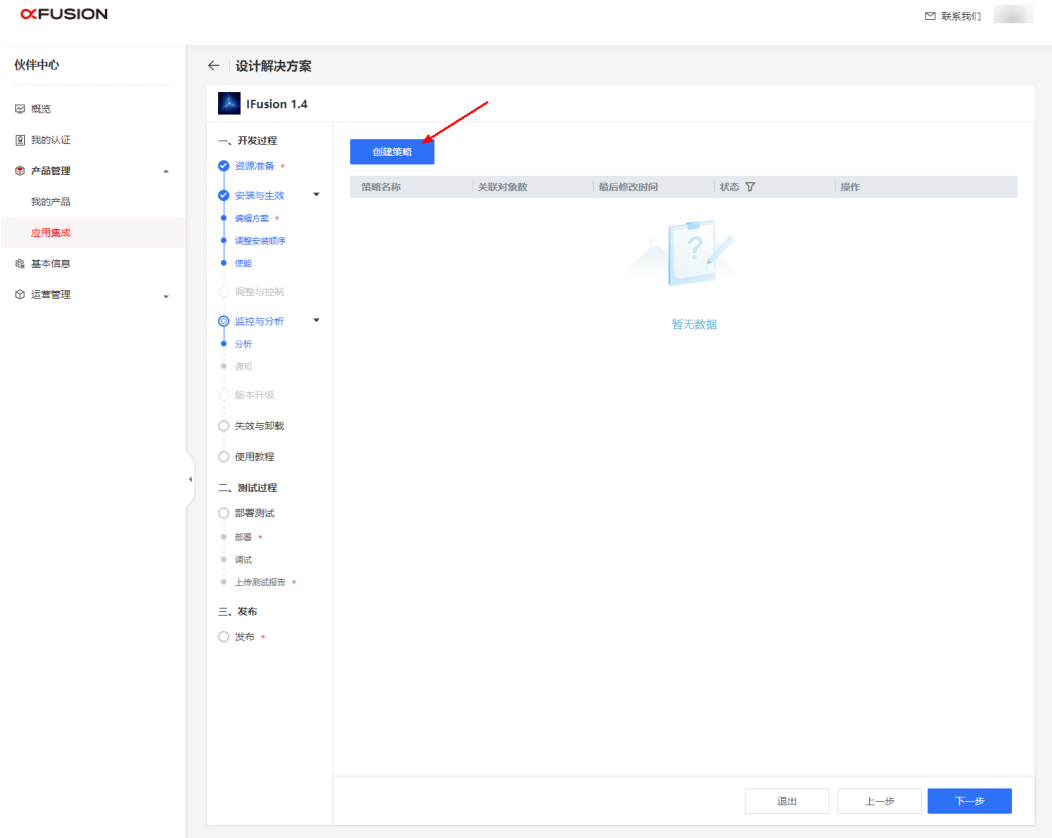 XFUSION
联系我们
伙伴中心
概览
我的认证
产品管理
我的产品
应用集成
基本信息
运营管理
设计解决方案
IFusion 1.4
一、开发过程
资源准备 *
安装与生效
编辑方案 *
调整安装顺序
使能
调整与控制
监控与分析
分析
通知
版本升级
失效与卸载
使用教程
二、测试过程
部署测试
部署 *
调试
上传测试报告 *
三、发布
发布 *
创建策略
策略名称 关联对象数 最后修改时间 状态 操作
?
暂无数据
退出 上一步 下一步